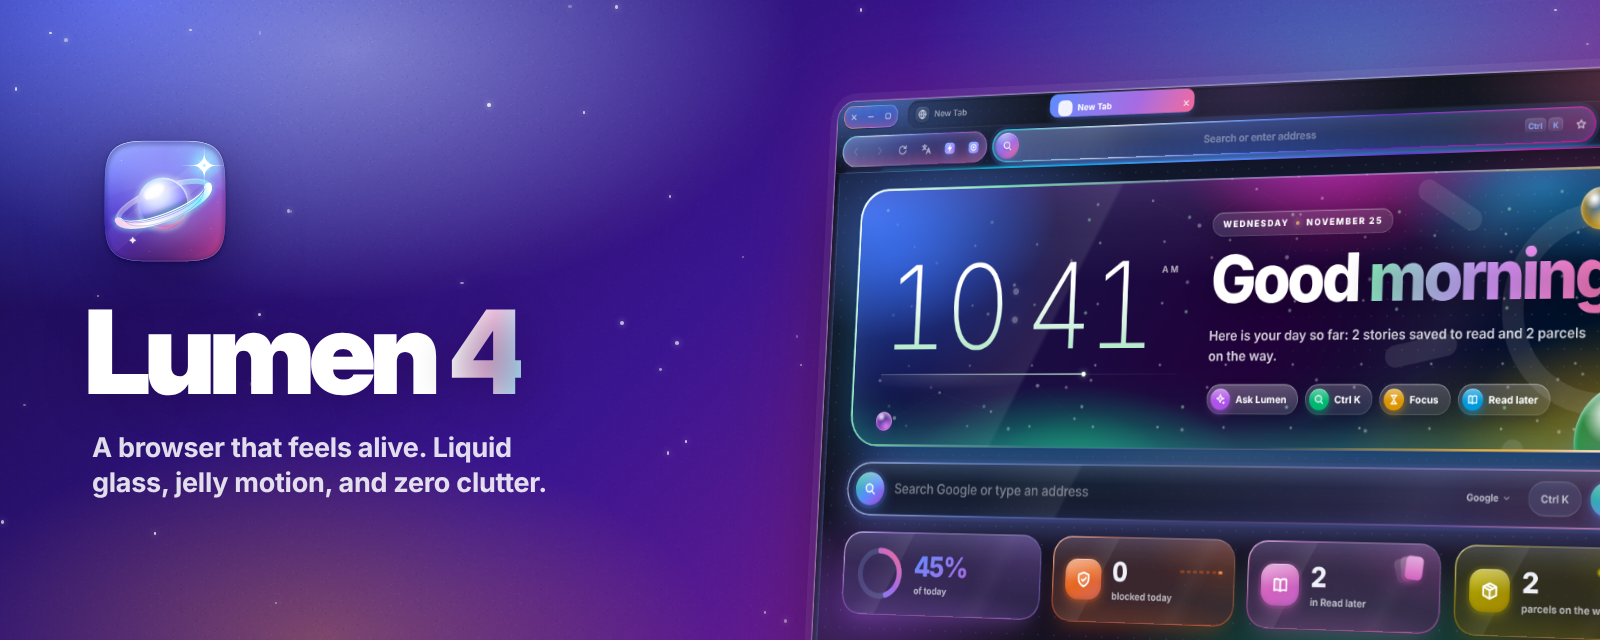 Lumen 4
A browser that feels alive. Liquid
glass, jelly motion, and zero clutter.
New Tab
New Tab
Search or enter address
Ctrl K
WEDNESDAY • NOVEMBER 25
10:41 AM
Good morning
Here is your day so far: 2 stories saved to read and 2 parcels
on the way.
Ask Lumen
Ctrl K
Focus
Read later
Search Google or type an address
Google
Ctrl K
45%
of today
0
blocked today
2
in Read later
2
parcels on the